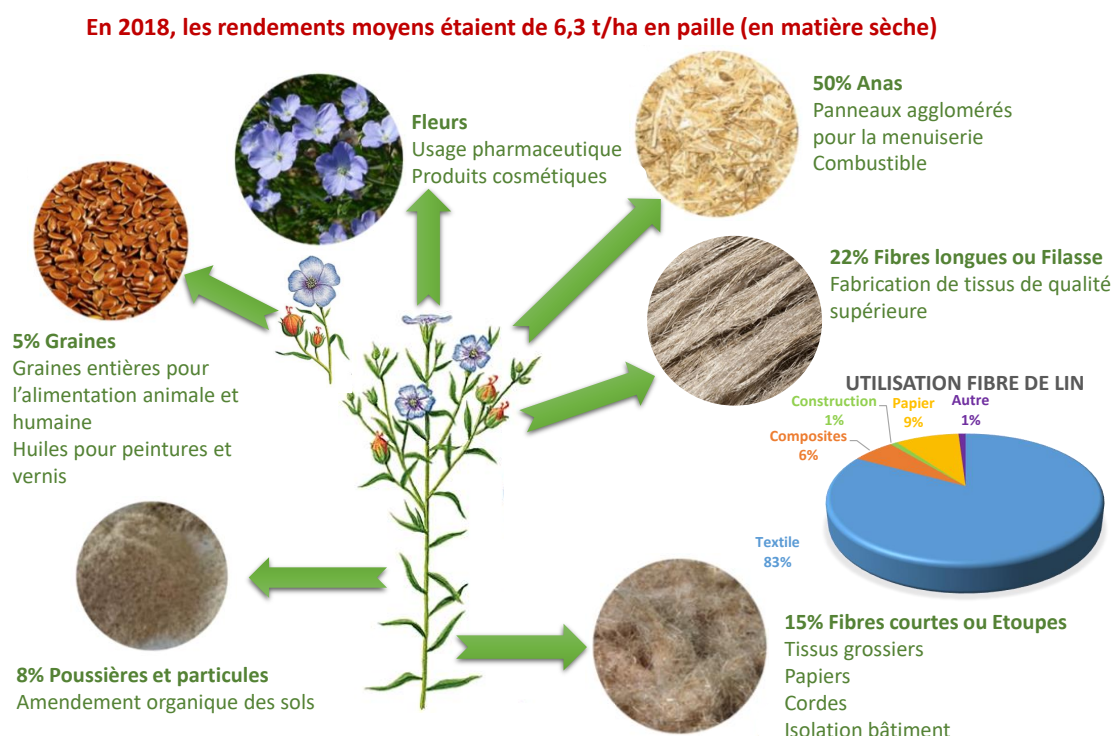 En 2018, les rendements moyens étaient de 6,3 t/ha en paille (en matière sèche)
Fleurs
Usage pharmaceutique
Produits cosmétiques
50% Anas
Panneaux agglomérés
pour la menuiserie
Combustible
22% Fibres longues ou Filasse
Fabrication de tissus de qualité
supérieure
5% Graines
Graines entières pour
l'alimentation animale et
humaine
Huiles pour peintures et
vernis
UTILISATION FIBRE DE LIN
Construction
1%
Papier
9%
Autre
1%
Composites
6%
Textile
83%
8% Poussières et particules
Amendement organique des sols
15% Fibres courtes ou Etoupes
Tissus grossiers
Papiers
Cordes
Isolation bâtiment